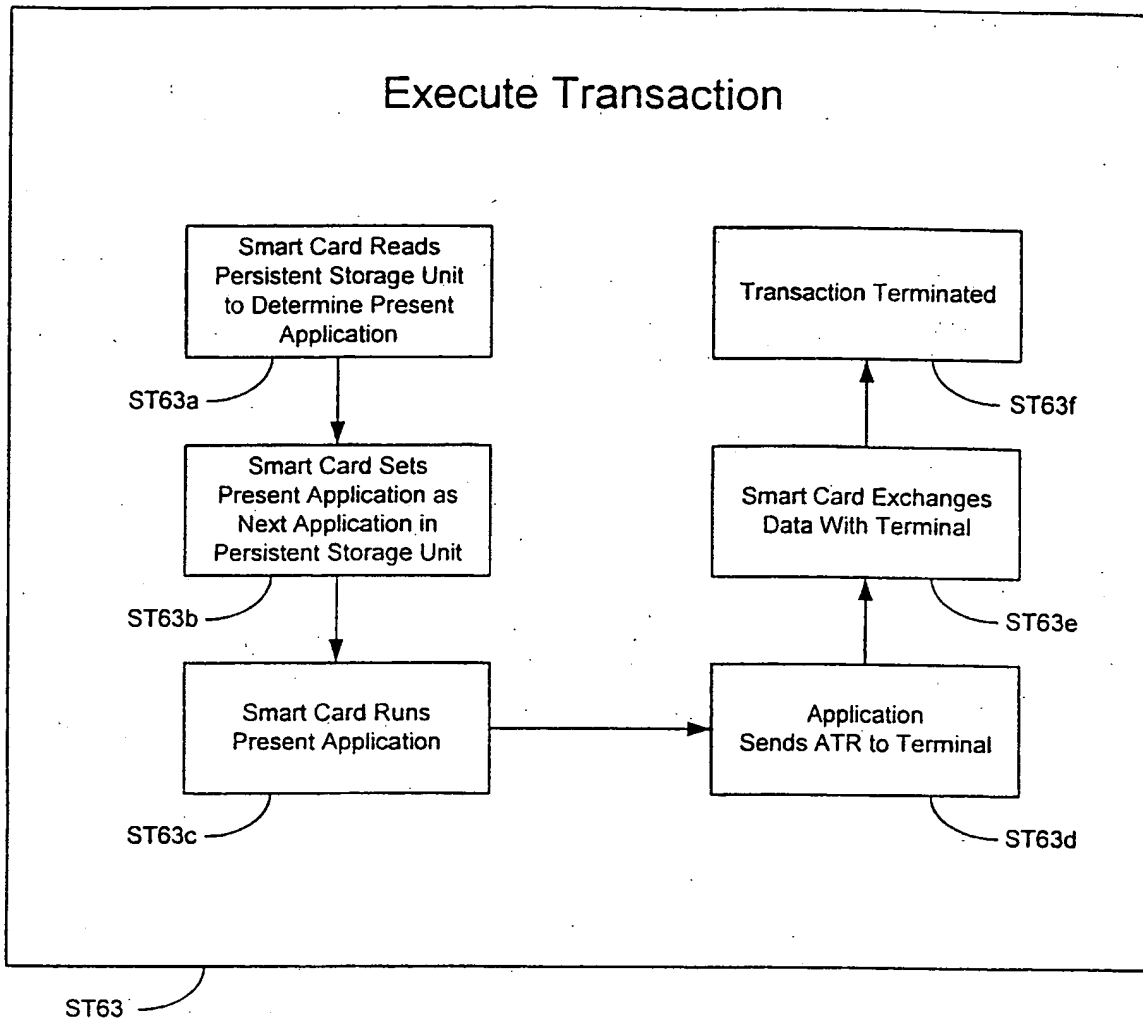 Execute Transaction
Smart Card Reads
Persistent Storage Unit
to Determine Present
Application
ST63a
Smart Card Sets
Present Application as
Next Application in
Persistent Storage Unit
ST63b
Smart Card Runs
Present Application
ST63c
Application
Sends ATR to Terminal
ST63d
Smart Card Exchanges
Data With Terminal
ST63e
Transaction Terminated
ST63f
ST63